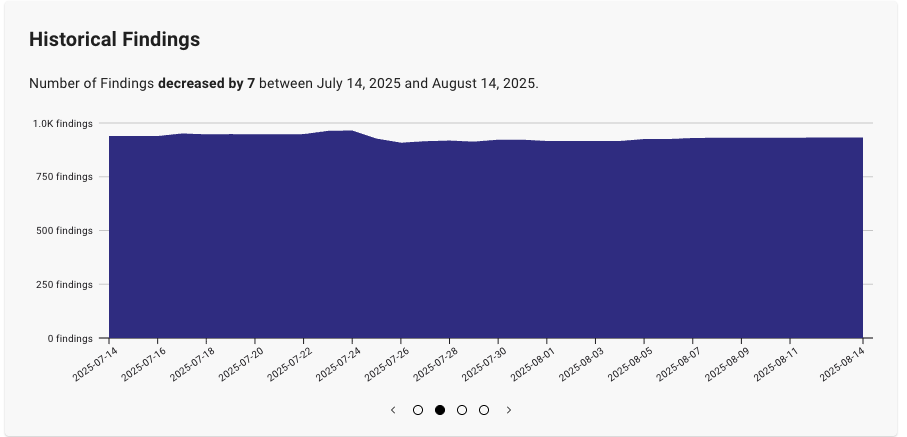 Historical Findings
Number of Findings decreased by 7 between July 14, 2025 and August 14, 2025.
1.0K findings
750 findings
500 findings
250 findings
0 findings
2025-07-14
2025-07-16
2025-07-18
2025-07-20
2025-07-22
2025-07-24
2025-07-26
2025-07-28
2025-07-30
2025-08-01
2025-08-03
2025-08-05
2025-08-07
2025-08-09
2025-08-11
2025-08-14